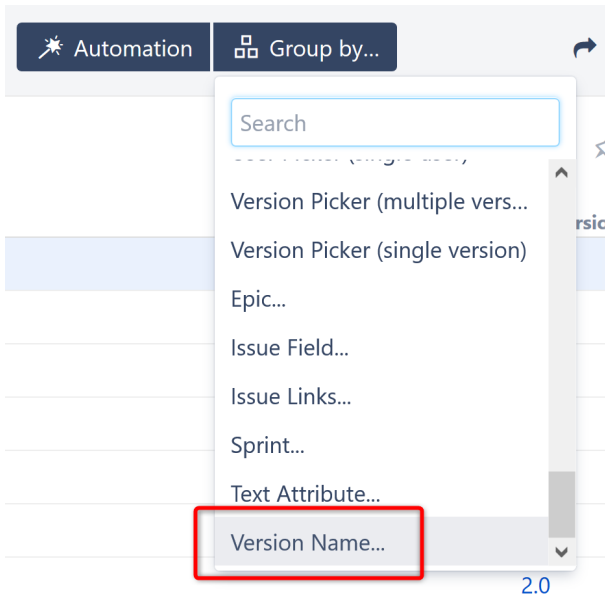 Automation
Group by...
Search
Version Picker (multiple vers...
Version Picker (single version)
Epic...
Issue Field...
Issue Links...
Sprint...
Text Attribute...
Version Name...
2.0